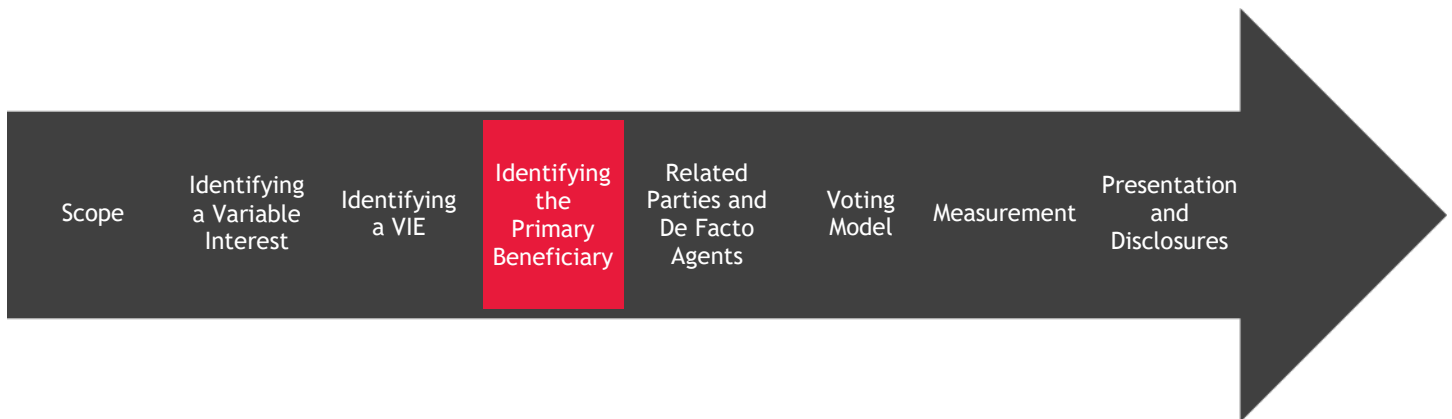 Scope
Identifying
a Variable
Interest
Identifying
a VIE
Identifying
the
Primary
Beneficiary
Related
Parties and
De Facto
Agents
Voting
Model
Measurement
Presentation
and
Disclosures